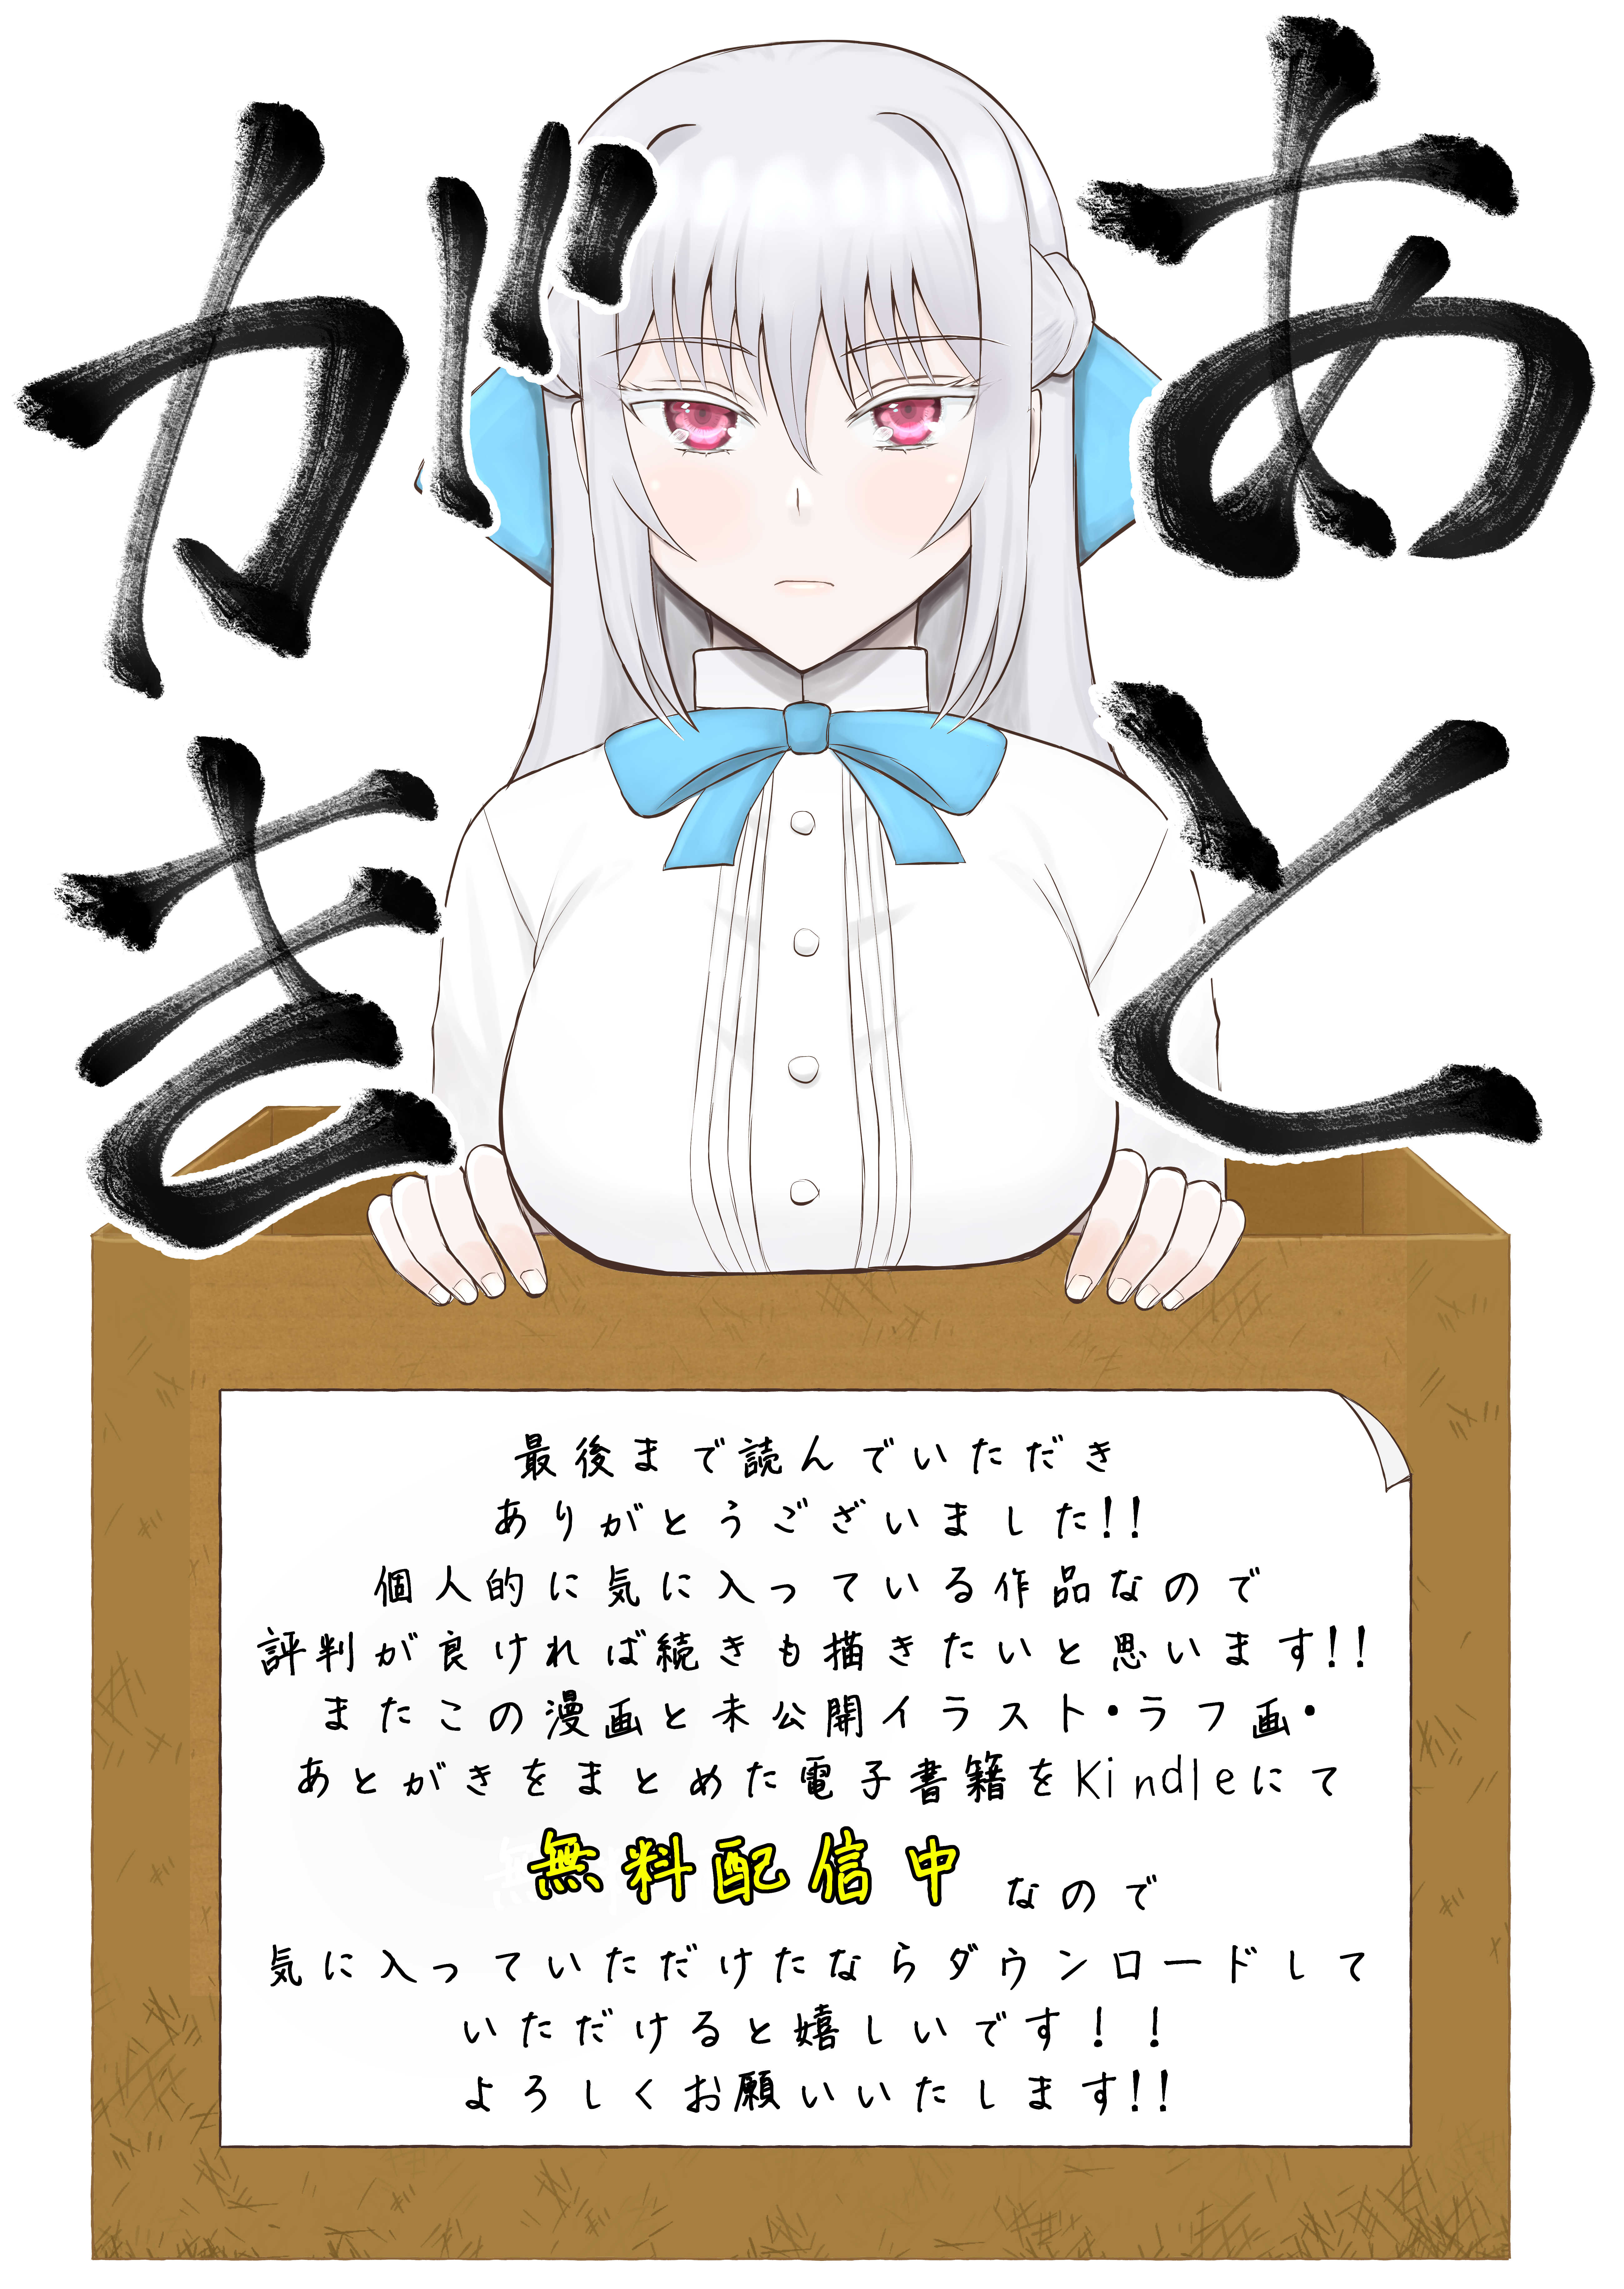 あと
がき
最後まで読んでいただき
ありがとうございました!!
個人的に気に入っている作品なので
評判が良ければ続きも描きたいと思います!!
またこの漫画と未公開イラスト・ラフ画・
あとがきをまとめた電子書籍をKindleにて
無料配信中 なので
気に入っていただけたならダウンロードして
いただけると嬉しいです！！
よろしくお願いいたします!!